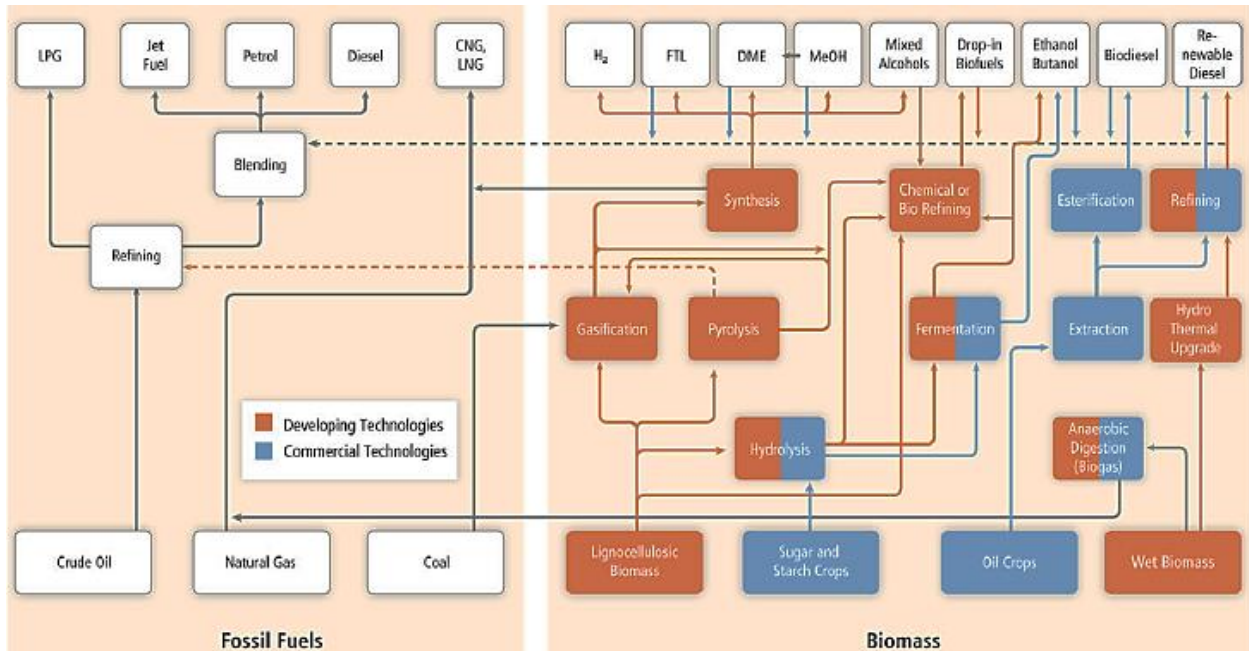 LPG
Jet
Fuel
Petrol
Diesel
CNG,
LNG
H₂
FTL
DME
MeOH
Mixed
Alcohols
Drop-in
Biofuels
Ethanol
Butanol
Biodiesel
Re-
newable
Diesel
Blending
Synthesis
Chemical or
Bio Refining
Esterification
Refining
Refining
Gasification
Pyrolysis
Fermentation
Extraction
Hydro
Thermal
Upgrade
Developing Technologies
Commercial Technologies
Hydrolysis
Anaerobic
Digestion
(Biogas)
Crude Oil
Natural Gas
Coal
Lignocellulosic
Biomass
Sugar and
Starch Crops
Oil Crops
Wet Biomass
Fossil Fuels
Biomass